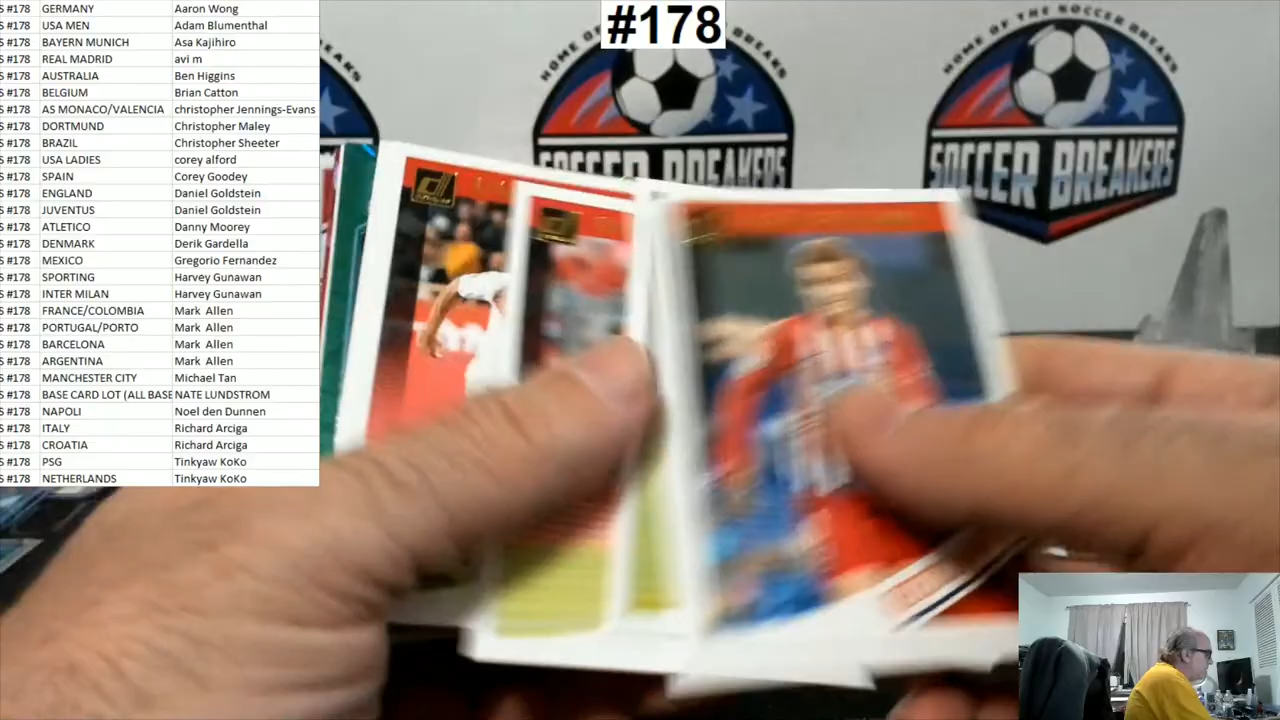 #178
S #178 GERMANY Aaron Wong
S #178 USA MEN Adam Blumenthal
S #178 BAYERN MUNICH Asa Kajihiro
S #178 REAL MADRID avi m
S #178 AUSTRALIA Ben Higgins
S #178 BELGIUM Brian Catton
S #178 AS MONACO/VALENCIA christopher Jennings-Evans
S #178 DORTMUND Christopher Maley
S #178 BRAZIL Christopher Sheeter
S #178 USA LADIES corey alford
S #178 SPAIN Corey Goodey
S #178 ENGLAND Daniel Goldstein
S #178 JUVENTUS Daniel Goldstein
S #178 ATLETICO Danny Moorey
S #178 DENMARK Derik Gardella
S #178 MEXICO Gregorio Fernandez
S #178 SPORTING Harvey Gunawan
S #178 INTER MILAN Harvey Gunawan
S #178 FRANCE/COLOMBIA Mark Allen
S #178 PORTUGAL/PORTO Mark Allen
S #178 BARCELONA Mark Allen
S #178 ARGENTINA Mark Allen
S #178 MANCHESTER CITY Michael Tan
S #178 BASE CARD LOT (ALL BASE NATE LUNDSTROM
S #178 NAPOLI Noel den Dunnen
S #178 ITALY Richard Arciga
S #178 CROATIA Richard Arciga
S #178 PSG Tinkyaw KoKo
S #178 NETHERLANDS Tinkyaw KoKo
HOME OF THE SOCCER BREAKS
SOCCER BREAKERS
HOME OF THE SOCCER BREAKS
SOCCER BREAKERS